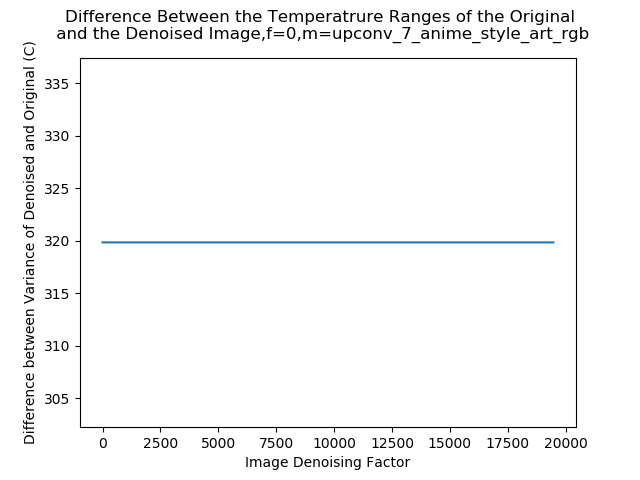 Difference Between the Temperatrure Ranges of the Original
and the Denoised Image,f=0,m=upconv_7_anime_style_art_rgb
Difference between Variance of Denoised and Original (C)
335
330
325
320
315
310
305
0 2500 5000 7500 10000 12500 15000 17500 20000
Image Denoising Factor